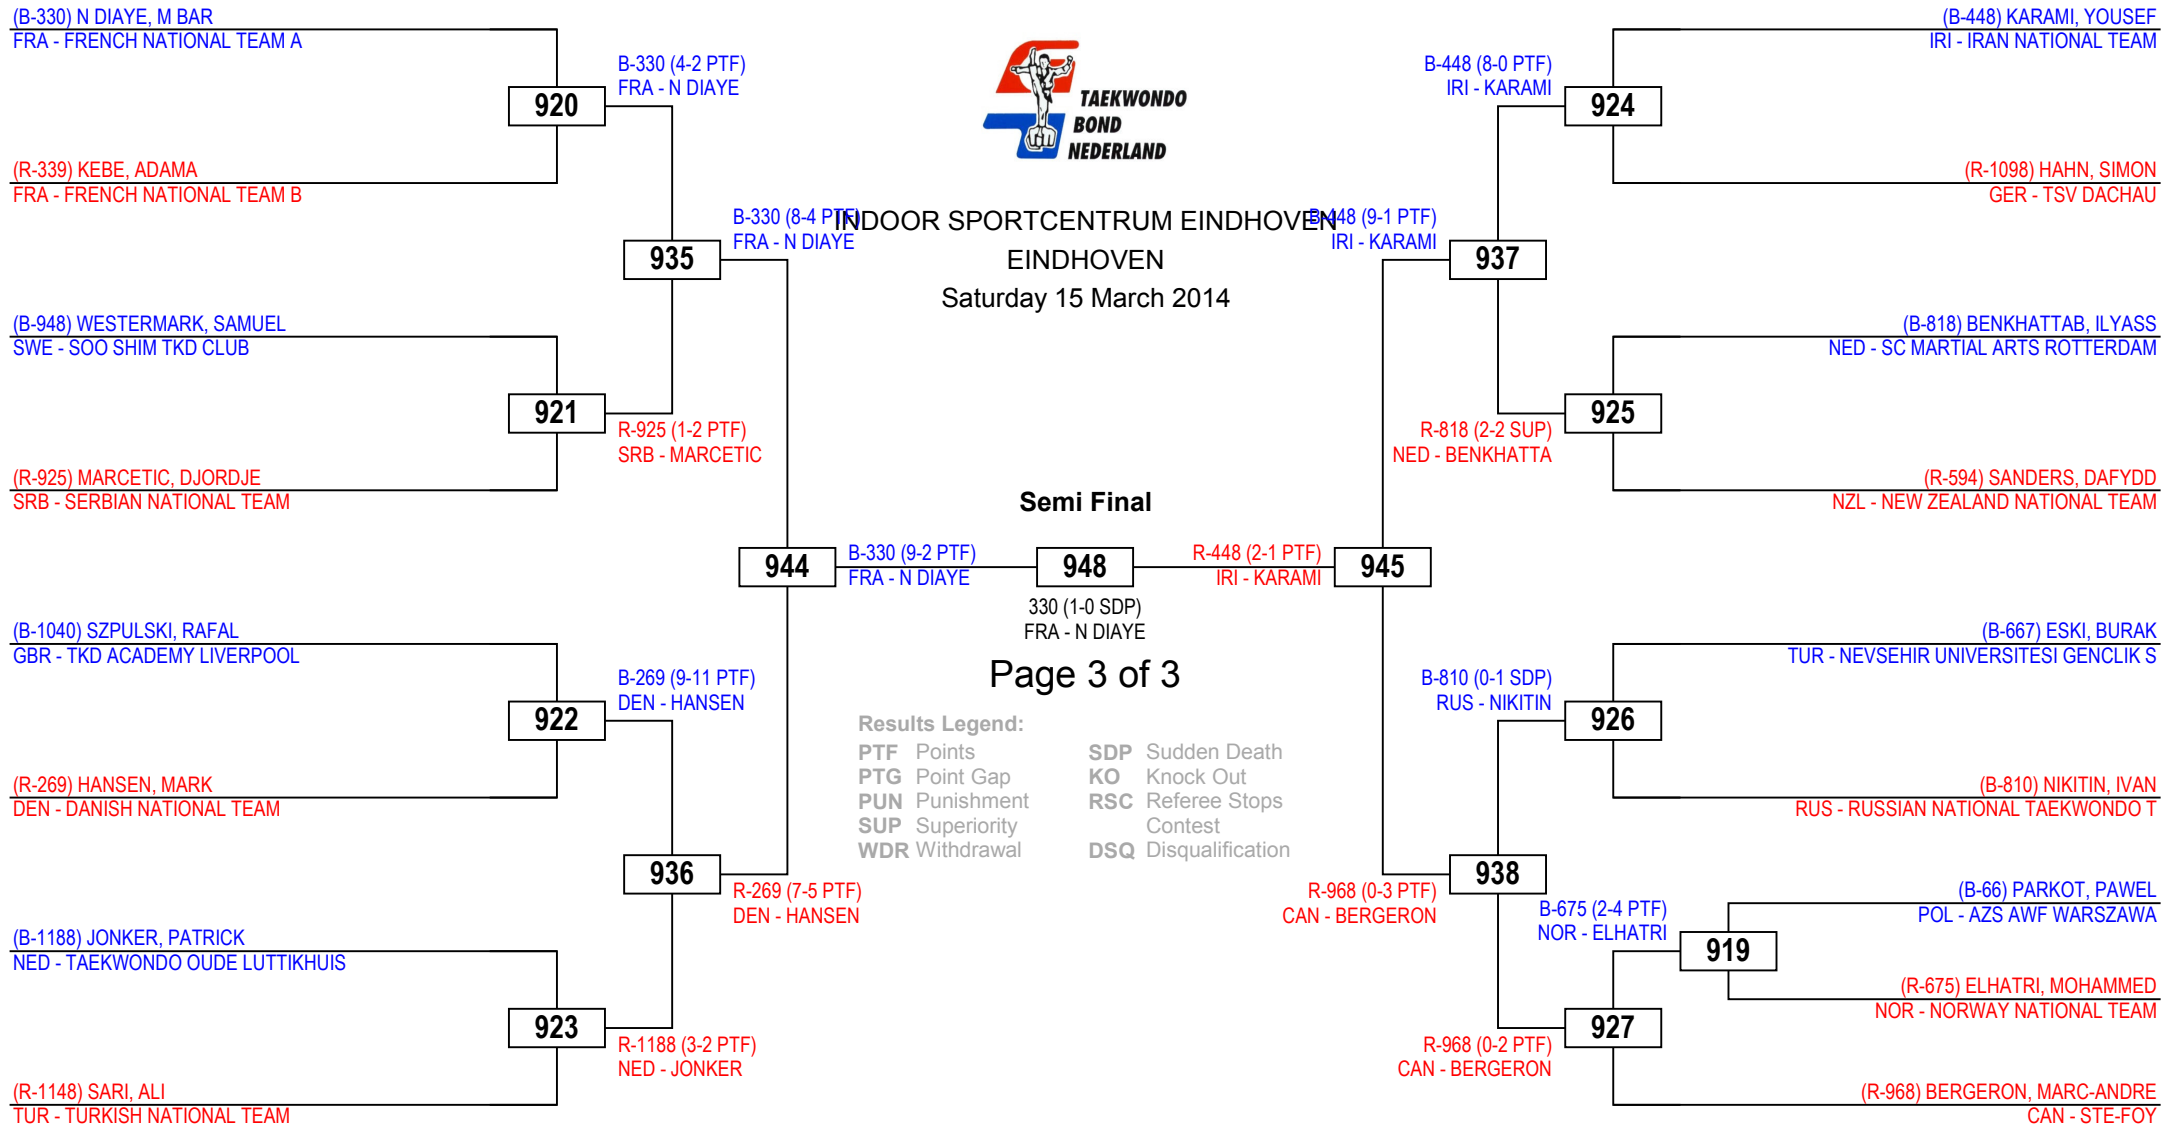 (B-330) N DIAYE, M BAR
FRA - FRENCH NATIONAL TEAM A
B-330 (4-2 PTF)
FRA - N DIAYE
920
(R-339) KEBE, ADAMA
FRA - FRENCH NATIONAL TEAM B
B-330 (8-4 PTF)
FRA - N DIAYE
935
(B-948) WESTERMARK, SAMUEL
SWE - SOO SHIM TKD CLUB
921
R-925 (1-2 PTF)
SRB - MARCETIC
(R-925) MARCETIC, DJORDJE
SRB - SERBIAN NATIONAL TEAM
944
B-330 (9-2 PTF)
FRA - N DIAYE
(B-1040) SZPULSKI, RAFAL
GBR - TKD ACADEMY LIVERPOOL
B-269 (9-11 PTF)
DEN - HANSEN
922
(R-269) HANSEN, MARK
DEN - DANISH NATIONAL TEAM
936
R-269 (7-5 PTF)
DEN - HANSEN
(B-1188) JONKER, PATRICK
NED - TAEKWONDO OUDE LUTTIKHUIS
923
R-1188 (3-2 PTF)
NED - JONKER
(R-1148) SARI, ALI
TUR - TURKISH NATIONAL TEAM
TAEKWONDO
BOND
NEDERLAND
INDOOR SPORTCENTRUM EINDHOVEN
EINDHOVEN
Saturday 15 March 2014
Semi Final
948
330 (1-0 SDP)
FRA - N DIAYE
Page 3 of 3
Results Legend:
PTF Points
PTG Point Gap
PUN Punishment
SUP Superiority
WDR Withdrawal
SDP Sudden Death
KO Knock Out
RSC Referee Stops
Contest
DSQ Disqualification
(B-448) KARAMI, YOUSEF
IRI - IRAN NATIONAL TEAM
B-448 (8-0 PTF)
IRI - KARAMI
924
(R-1098) HAHN, SIMON
GER - TSV DACHAU
B-448 (9-1 PTF)
IRI - KARAMI
937
(B-818) BENKHATTAB, ILYASS
NED - SC MARTIAL ARTS ROTTERDAM
925
R-818 (2-2 SUP)
NED - BENKHATTA
(R-594) SANDERS, DAFYDD
NZL - NEW ZEALAND NATIONAL TEAM
R-448 (2-1 PTF)
IRI - KARAMI
945
(B-667) ESKI, BURAK
TUR - NEVSEHIR UNIVERSITESI GENCLIK S
B-810 (0-1 SDP)
RUS - NIKITIN
926
(B-810) NIKITIN, IVAN
RUS - RUSSIAN NATIONAL TAEKWONDO T
938
R-968 (0-3 PTF)
CAN - BERGERON
(B-66) PARKOT, PAWEL
POL - AZS AWF WARSZAWA
B-675 (2-4 PTF)
NOR - ELHATRI
919
(R-675) ELHATRI, MOHAMMED
NOR - NORWAY NATIONAL TEAM
927
R-968 (0-2 PTF)
CAN - BERGERON
(R-968) BERGERON, MARC-ANDRE
CAN - STE-FOY